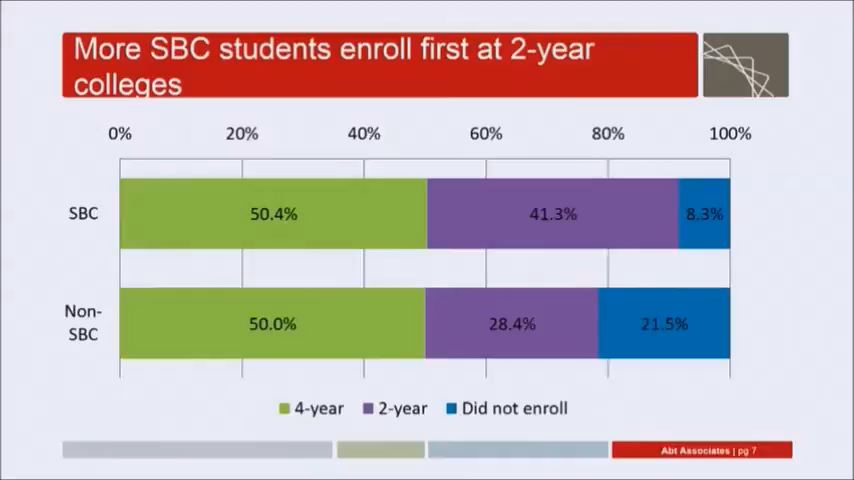 More SBC students enroll first at 2-year
colleges
0% 20% 40% 60% 80% 100%
SBC 50.4% 41.3% 8.3%
Non-
SBC 50.0% 28.4% 21.5%
4-year 2-year Did not enroll
Abt Associates | pg 7